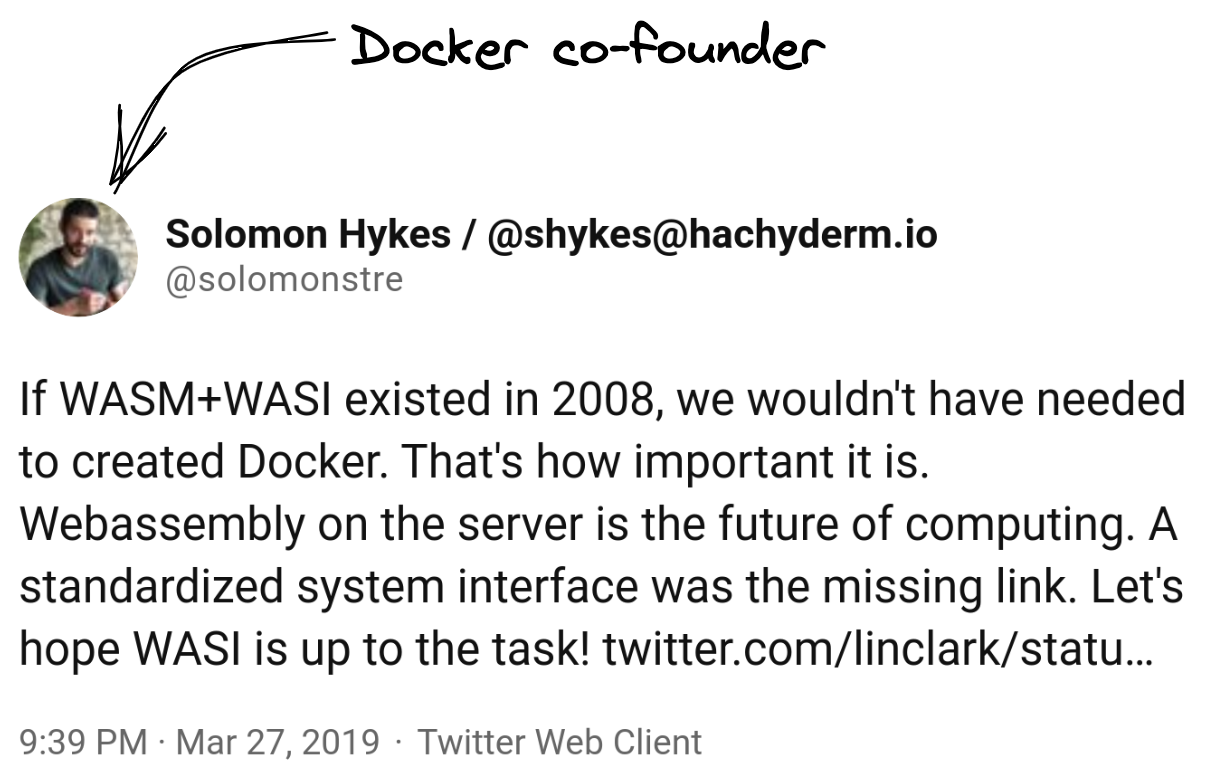 Docker co-founder
Solomon Hykes / @shykes@hachyderm.io
@solomonstre
If WASM+WASI existed in 2008, we wouldn't have needed
to created Docker. That's how important it is.
Webassembly on the server is the future of computing. A
standardized system interface was the missing link. Let's
hope WASI is up to the task! twitter.com/linclark/statu…
9:39 PM · Mar 27, 2019 · Twitter Web Client